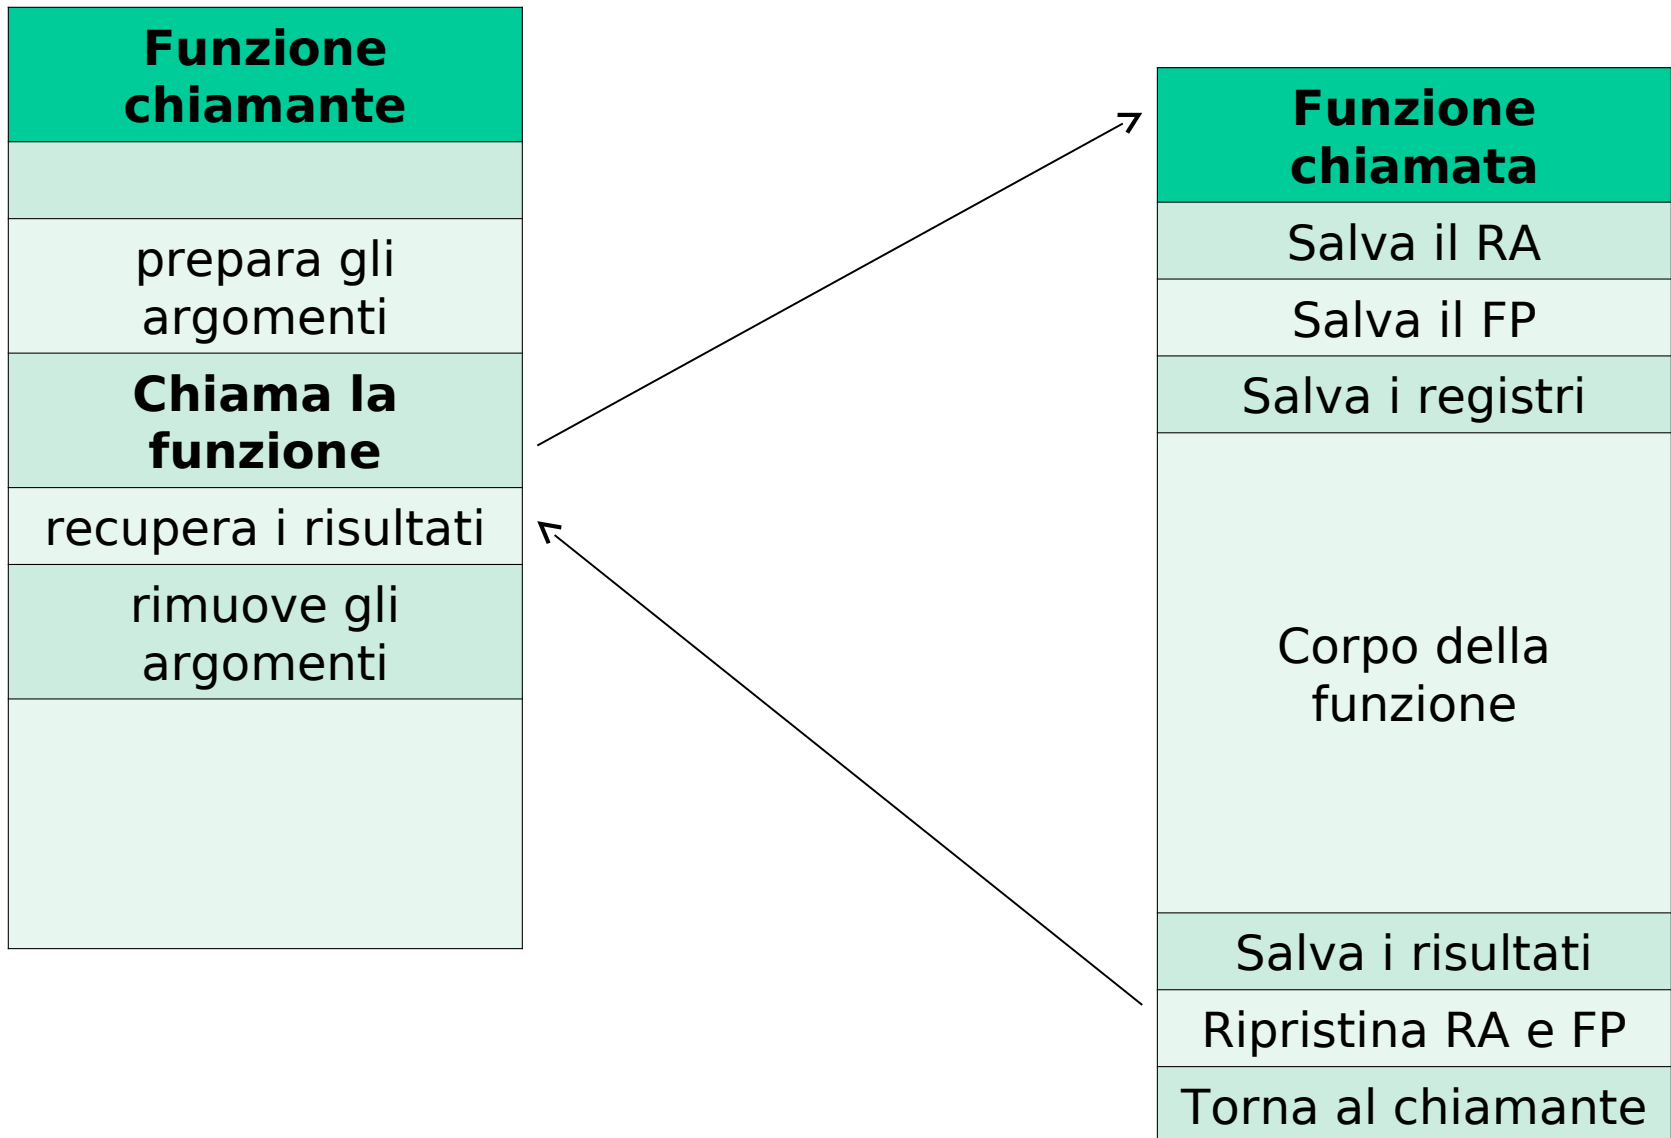 Funzione
chiamante
prepara gli
argomenti
Chiama la
funzione
recupera i risultati
rimuove gli
argomenti
Funzione
chiamata
Salva il RA
Salva il FP
Salva i registri
Corpo della
funzione
Salva i risultati
Ripristina RA e FP
Torna al chiamante